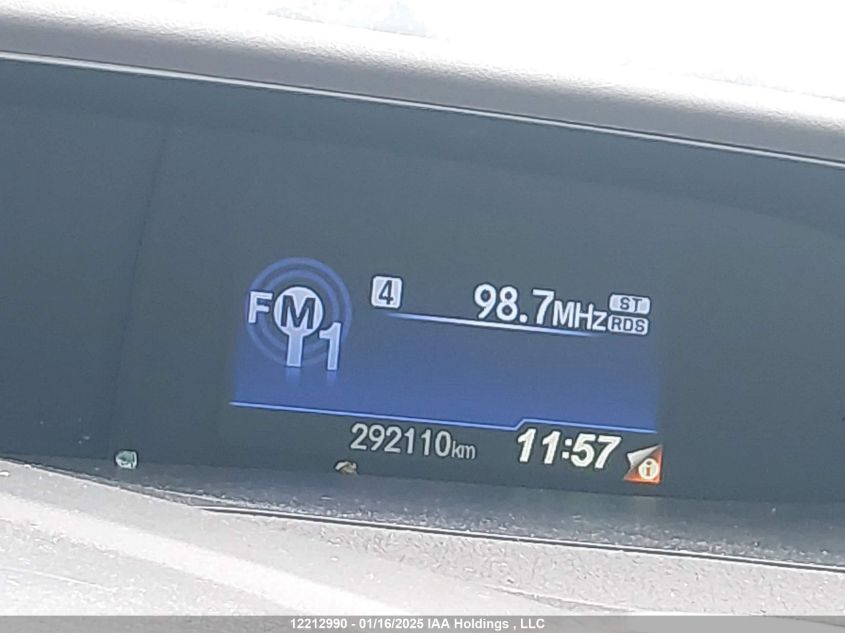 FM1 4 98.7MHz ST
RDS
292110km 11:57 i
12212990 - 01/16/2025 IAA Holdings , LLC